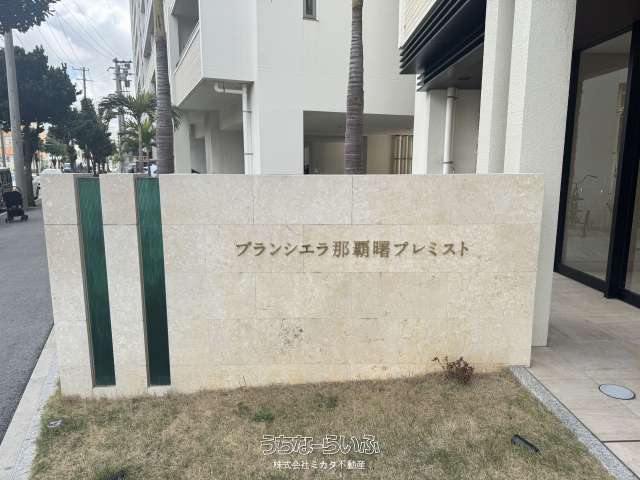 ブランシエラ那覇曙プレミスト
うちなーらいふ
株式会社ミカタ不動産